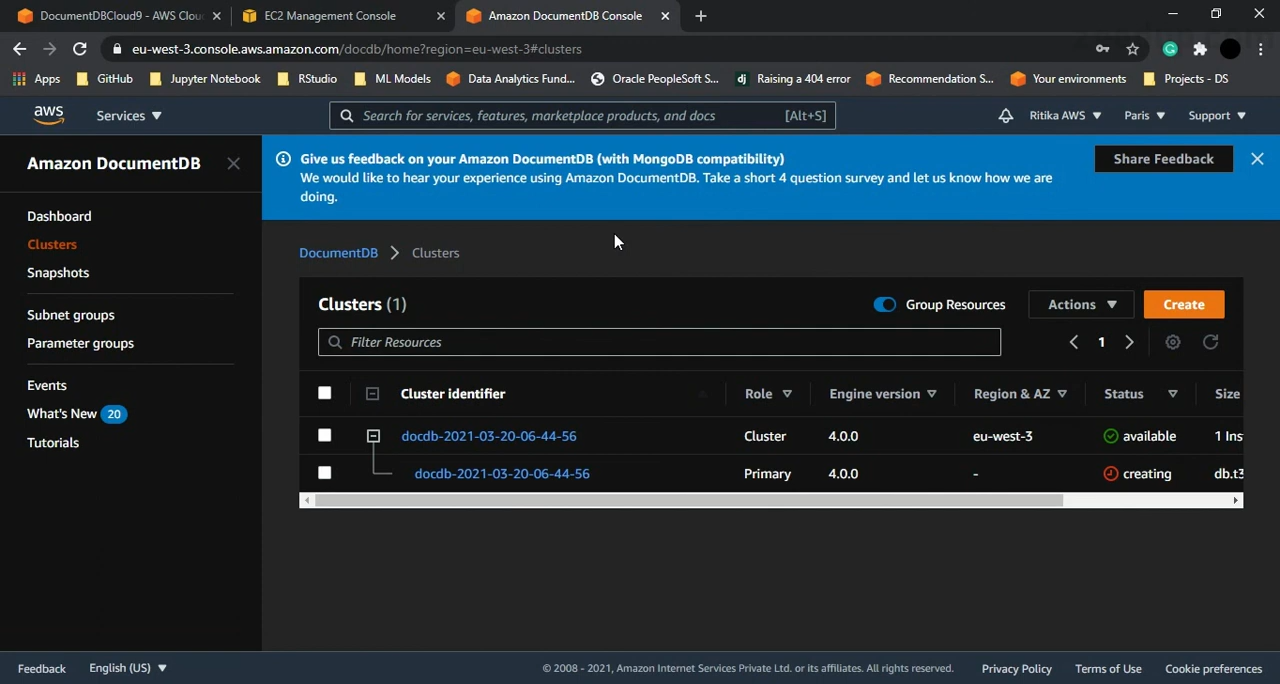 DocumentDBCloud9 - AWS Clou
EC2 Management Console
Amazon DocumentDB Console
eu-west-3.console.aws.amazon.com/docdb/home?region=eu-west-3#clusters
Apps GitHub Jupyter Notebook RStudio ML Models Data Analytics Fund... Oracle PeopleSoft S... dj Raising a 404 error Recommendation S... Your environments Projects - DS
aws Services Search for services, features, marketplace products, and docs [Alt+S] Ritika AWS Paris Support
Amazon DocumentDB
Dashboard
Clusters
Snapshots
Subnet groups
Parameter groups
Events
What's New 20
Tutorials
Give us feedback on your Amazon DocumentDB (with MongoDB compatibility)
We would like to hear your experience using Amazon DocumentDB. Take a short 4 question survey and let us know how we are
doing.
Share Feedback
DocumentDB Clusters
Clusters (1) Group Resources Actions Create
Filter Resources 1
Cluster identifier Role Engine version Region & AZ Status Size
docdb-2021-03-20-06-44-56 Cluster 4.0.0 eu-west-3 available 1 Ins
docdb-2021-03-20-06-44-56 Primary 4.0.0 - creating db.t3
Feedback English (US) © 2008 - 2021, Amazon Internet Services Private Ltd. or its affiliates. All rights reserved. Privacy Policy Terms of Use Cookie preferences